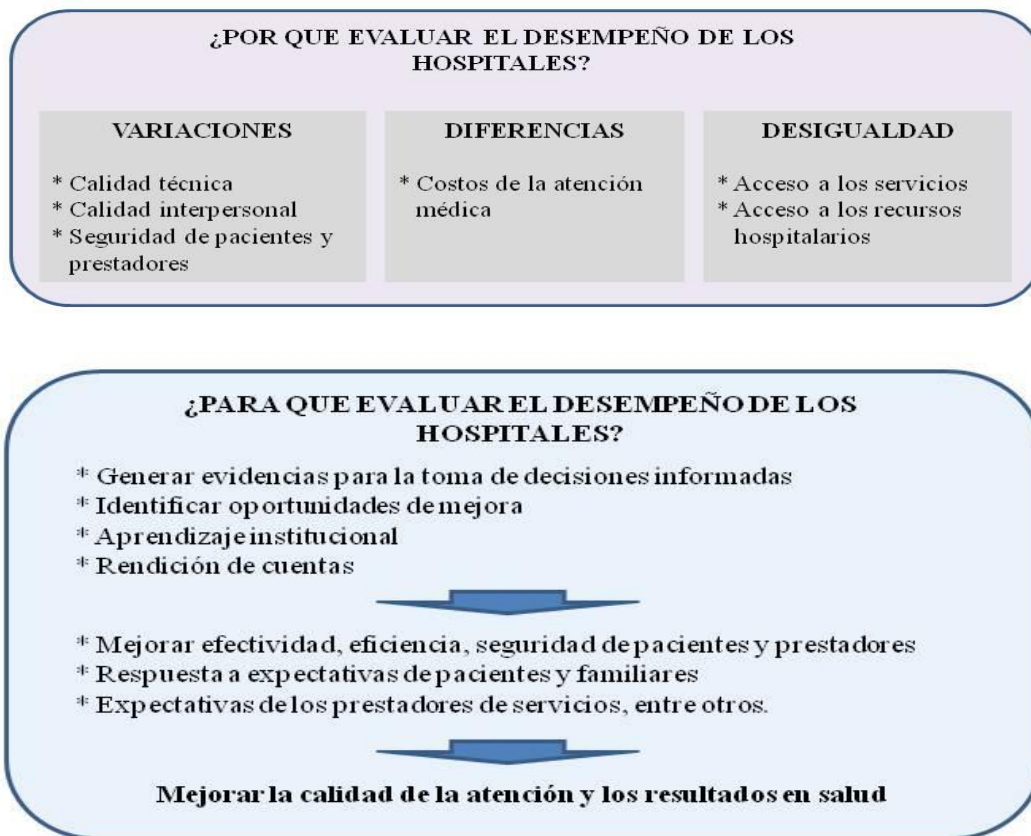 ¿POR QUE EVALUAR EL DESEMPEÑO DE LOS
HOSPITALES?
VARIACIONES
* Calidad técnica
* Calidad interpersonal
* Seguridad de pacientes y
prestadores
DIFERENCIAS
* Costos de la atención
médica
DESIGUALDAD
* Acceso a los servicios
* Acceso a los recursos
hospitalarios
¿PARA QUE EVALUAR EL DESEMPEÑO DE LOS
HOSPITALES?
* Generar evidencias para la toma de decisiones informadas
* Identificar oportunidades de mejora
* Aprendizaje institucional
* Rendición de cuentas
* Mejorar efectividad, eficiencia, seguridad de pacientes y prestadores
* Respuesta a expectativas de pacientes y familiares
* Expectativas de los prestadores de servicios, entre otros.
Mejorar la calidad de la atención y los resultados en salud